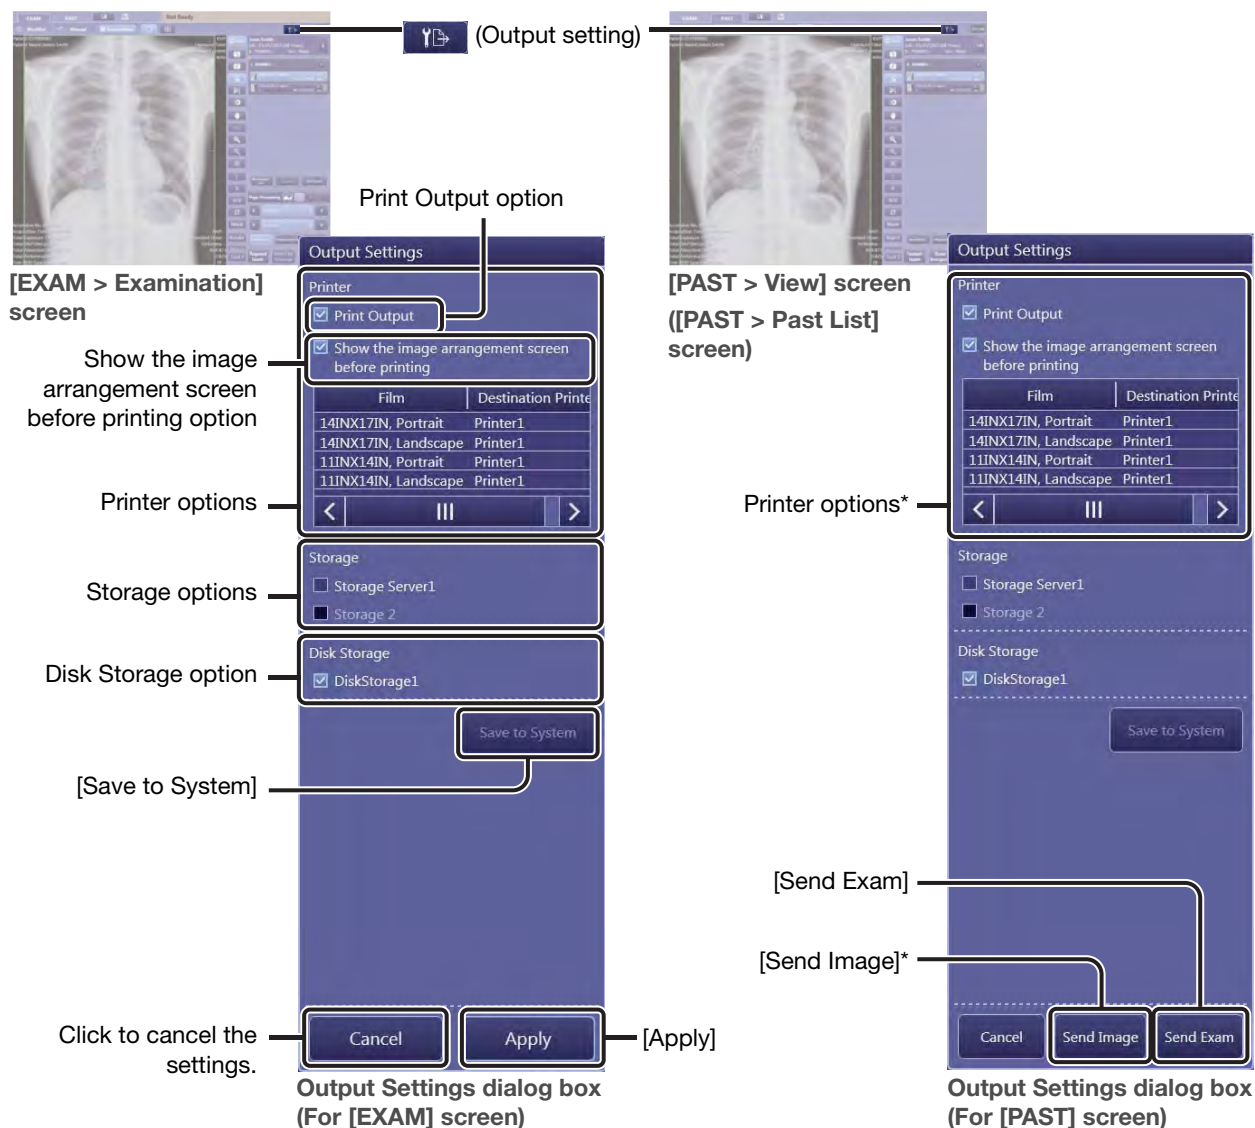 EXAM PAST Not Ready
(Output setting)
Print Output option
[EXAM > Examination]
screen
Show the image
arrangement screen
before printing option
Printer options
Storage options
Disk Storage option
[Save to System]
Click to cancel the
settings.
Output Settings
Printer
Print Output
Show the image arrangement screen
before printing
Film Destination Printe
14INX17IN, Portrait Printer1
14INX17IN, Landscape Printer1
11INX14IN, Portrait Printer1
11INX14IN, Landscape Printer1
Storage
Storage Server1
Storage 2
Disk Storage
DiskStorage1
Save to System
Cancel Apply
[Apply]
Output Settings dialog box
(For [EXAM] screen)
[PAST > View] screen
([PAST > Past List]
screen)
Printer options*
[Send Exam]
[Send Image]*
Output Settings
Printer
Print Output
Show the image arrangement screen
before printing
Film Destination Printe
14INX17IN, Portrait Printer1
14INX17IN, Landscape Printer1
11INX14IN, Portrait Printer1
11INX14IN, Landscape Printer1
Storage
Storage Server1
Storage 2
Disk Storage
DiskStorage1
Save to System
Cancel Send Image Send Exam
Output Settings dialog box
(For [PAST] screen)